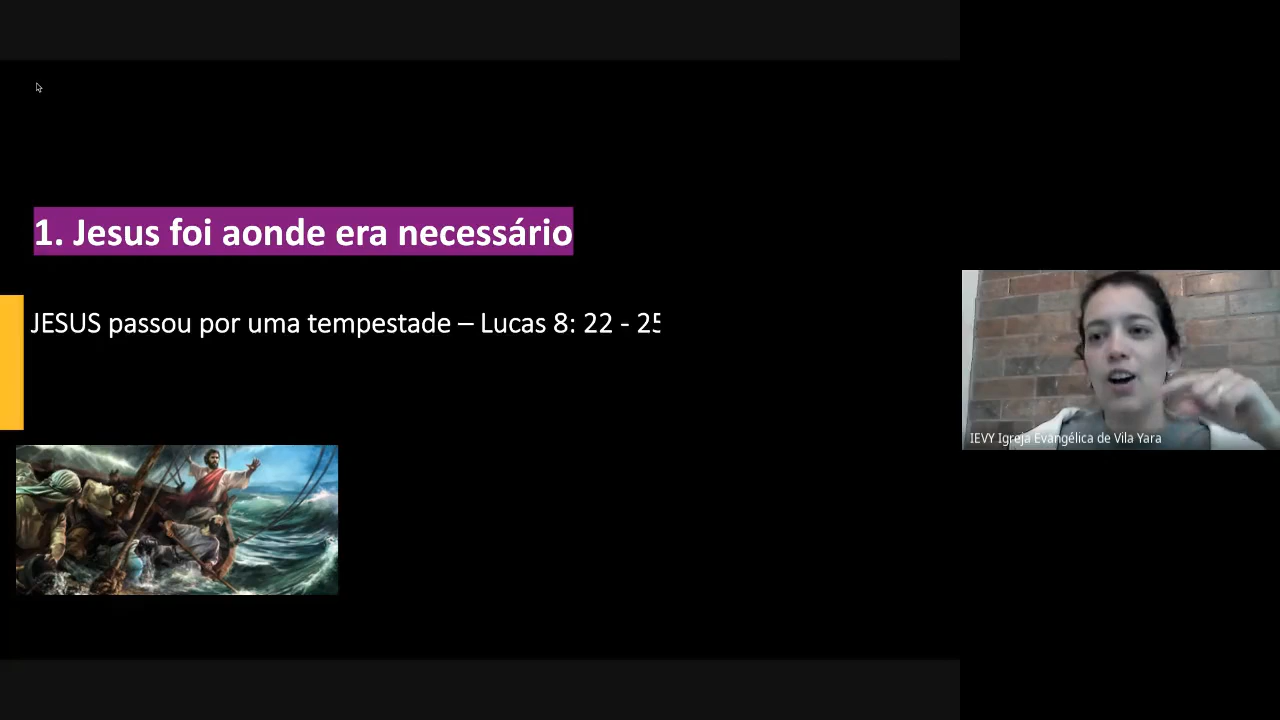 1. Jesus foi aonde era necessário
JESUS passou por uma tempestade – Lucas 8: 22 - 25
IEVY Igreja Evangélica de Vila Yara